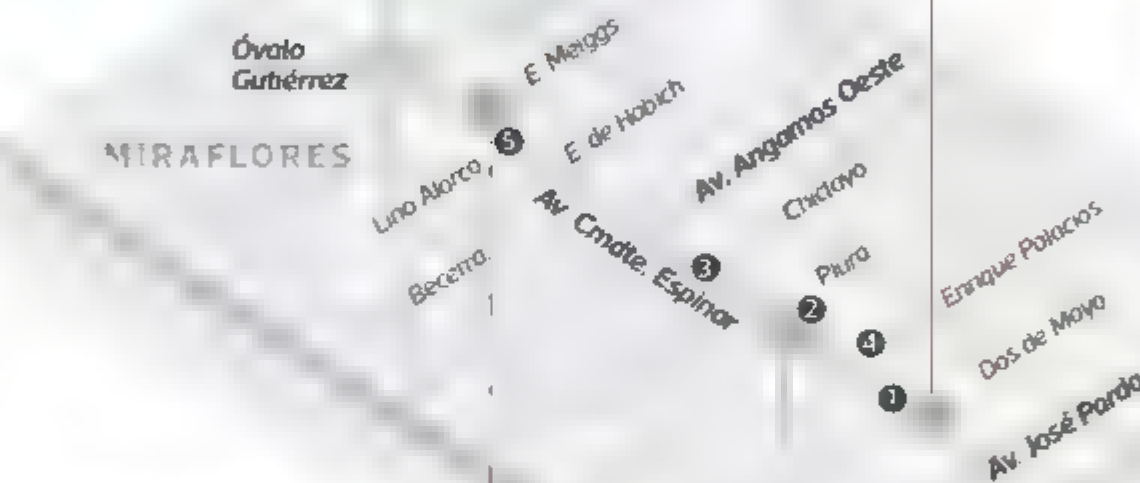 Óvalo
Gutiérrez
E Meiggs
E de Habich
Av. Angamos Oeste
MIRAFLORES
5
Lino Alarco
Chiclayo
Av Cmdte. Espinar
Becerra
3
Piura
Enrique Palacios
2
4
Dos de Mayo
1
Av. José Pardo